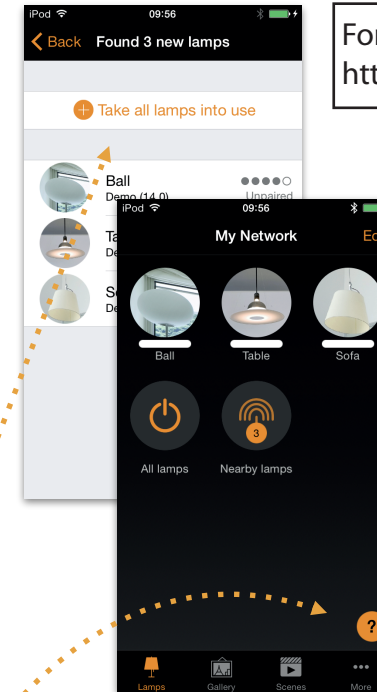 For
htt
iPod 09:56
Back Found 3 new lamps
Take all lamps into use
Ball
Demo (14.0) Unpaired
Ta
De
S
De
iPod 09:56
My Network Ed
Ball Table Sofa
3
All lamps Nearby lamps
?
Lamps Gallery Scenes More